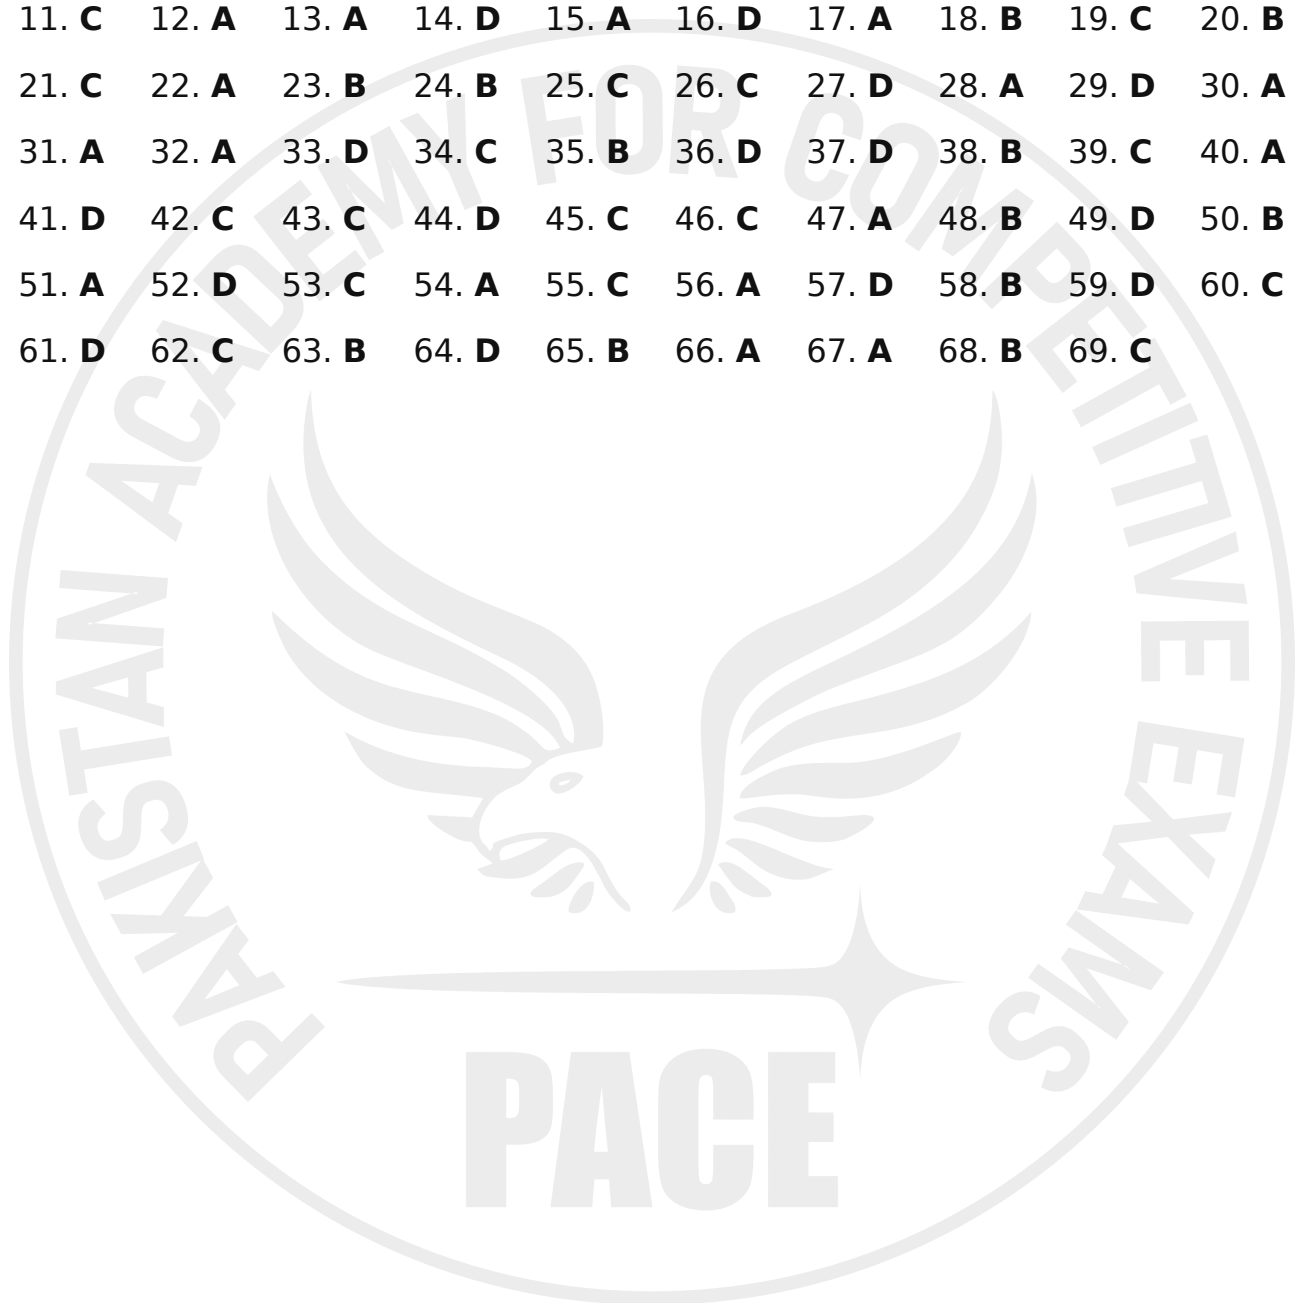 11. C 12. A 13. A 14. D 15. A 16. D 17. A 18. B 19. C 20. B
21. C 22. A 23. B 24. B 25. C 26. C 27. D 28. A 29. D 30. A
31. A 32. A 33. D 34. C 35. B 36. D 37. D 38. B 39. C 40. A
41. D 42. C 43. C 44. D 45. C 46. C 47. A 48. B 49. D 50. B
51. A 52. D 53. C 54. A 55. C 56. A 57. D 58. B 59. D 60. C
61. D 62. C 63. B 64. D 65. B 66. A 67. A 68. B 69. C
PAKISTAN ACADEMY FOR COMPETITIVE EXAMS
PACE